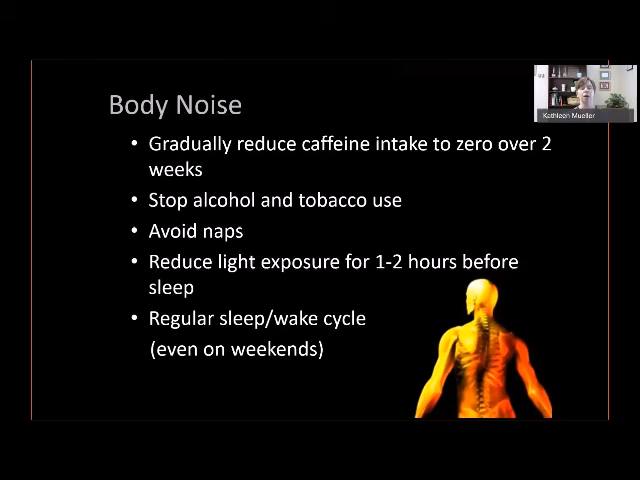 Body Noise
• Gradually reduce caffeine intake to zero over 2
weeks
• Stop alcohol and tobacco use
• Avoid naps
• Reduce light exposure for 1-2 hours before
sleep
• Regular sleep/wake cycle
(even on weekends)
Kathleen Mueller